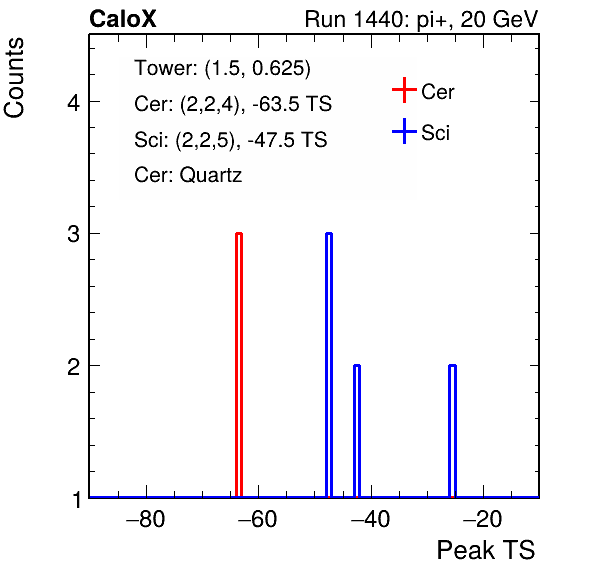 CaloX Run 1440: pi+, 20 GeV
Counts
Tower: (1.5, 0.625)
Cer: (2,2,4), -63.5 TS
Sci: (2,2,5), -47.5 TS
Cer: Quartz
Cer
Sci
4
3
2
1
−80 −60 −40 −20
Peak TS